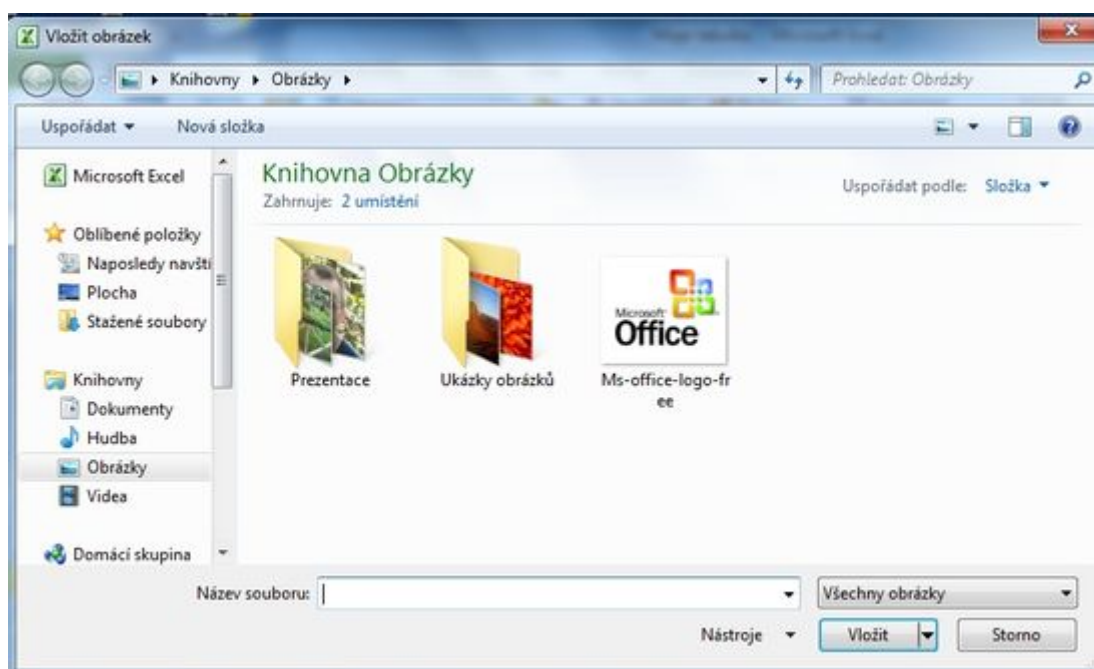 Vložit obrázek
Knihovny Obrázky
Prohledat: Obrázky
Uspořádat Nová složka
Microsoft Excel
Oblíbené položky
Naposledy navští
Plocha
Stažené soubory
Knihovny
Dokumenty
Hudba
Obrázky
Videa
Domácí skupina
Knihovna Obrázky
Zahrnuje: 2 umístění
Uspořádat podle: Složka
Prezentace
Ukázky obrázků
Microsoft
Office
Ms-office-logo-fr
ee
Název souboru:
Všechny obrázky
Nástroje Vložit Storno